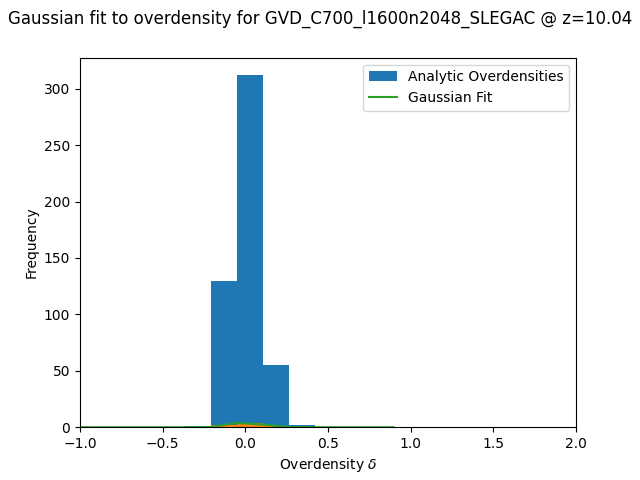 Gaussian fit to overdensity for GVD_C700_l1600n2048_SLEGAC @ z=10.04
Analytic Overdensities
Gaussian Fit
Frequency
300
250
200
150
100
50
0
−1.0 −0.5 0.0 0.5 1.0 1.5 2.0
Overdensity δ